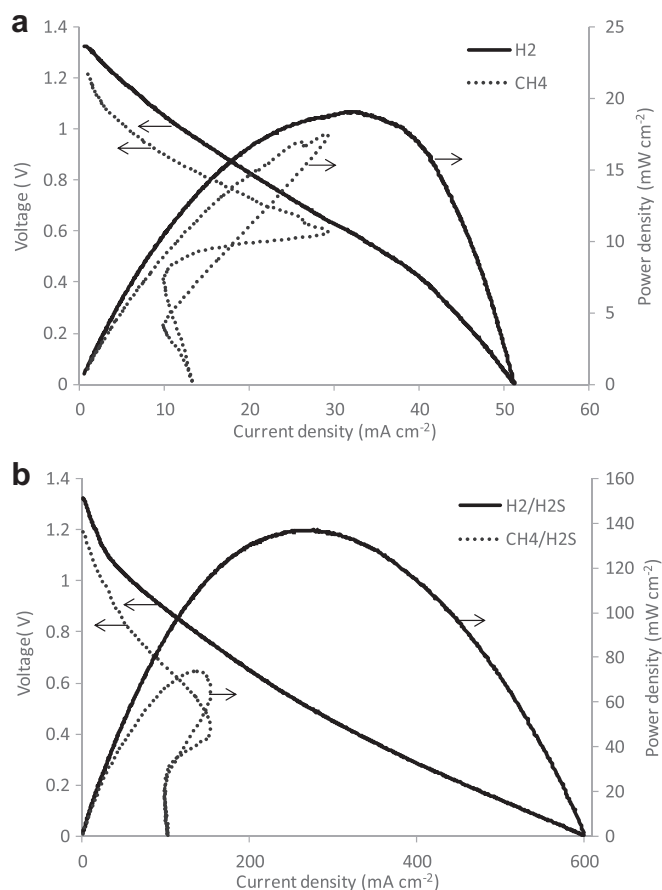 a
1.4
1.2
1
0.8
0.6
0.4
0.2
0
Voltage ( V)
25
20
15
10
5
0
Power density (mW cm-2)
H2
CH4
0 10 20 30 40 50 60
Current density (mA cm-2)
b
1.4
1.2
1
0.8
0.6
0.4
0.2
0
Voltage( V)
160
140
120
100
80
60
40
20
0
Power density (mW cm-2)
H2/H2S
CH4/H2S
0 200 400 600
Current density (mA cm-2)